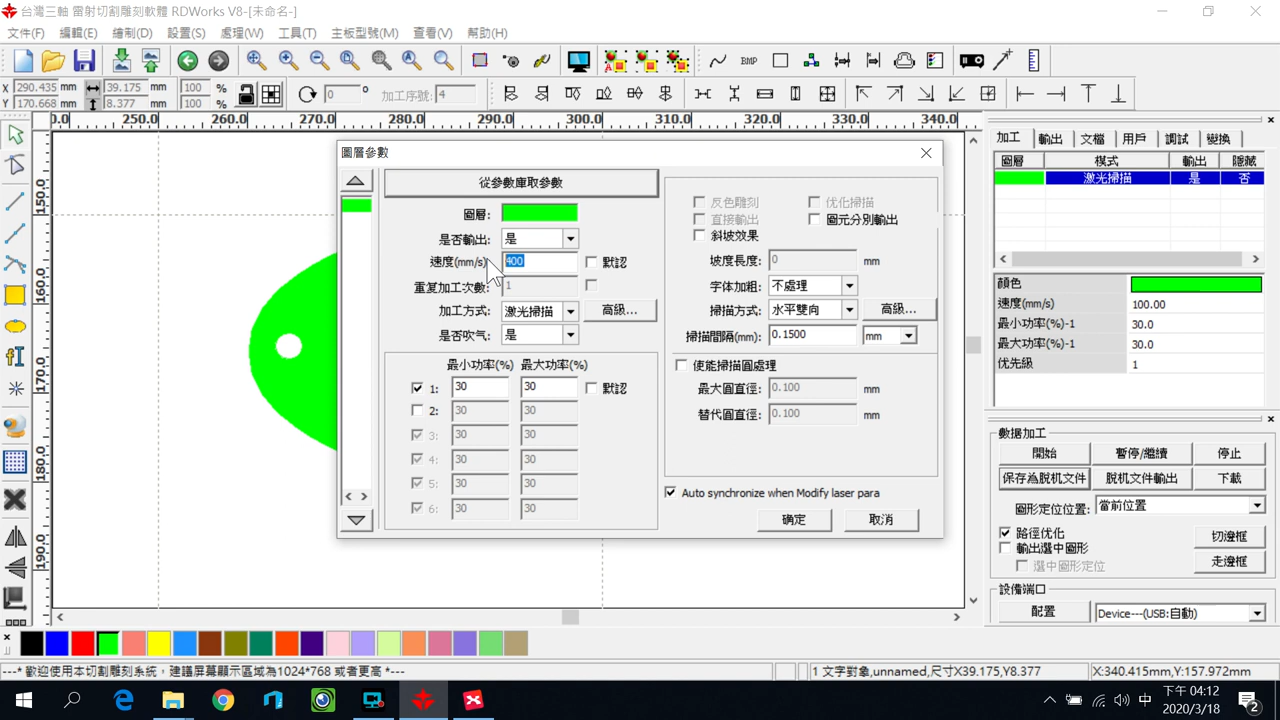 台灣三軸 雷射切割雕刻軟體 RDWorks V8-[未命名-]
文件(F) 編輯(E) 繪制(D) 設置(S) 處理(W) 工具(T) 主板型號(M) 查看(V) 幫助(H)
BMP
X 290.435 mm 39.175 mm 100 %
Y 170.668 mm 8.377 mm 100 %
0 °
加工序號: 4
0.0 250.0 260.0 270.0 280.0 290.0 300.0 310.0 320.0 330.0 340.0
150.0
160.0
170.0
180.0
190.0
圖層參數
從參數庫取參數
圖層:
是否輸出: 是
速度(mm/s) 400 默認
重复加工次數: 1
加工方式: 激光掃描 高級...
是否吹气: 是
最小功率(%) 最大功率(%)
1: 30 30 默認
2: 30 30
3: 30 30
4: 30 30
5: 30 30
6: 30 30
反色雕刻 优化掃描
直接輸出 圖元分別輸出
斜坡效果
坡度長度: 0 mm
字体加粗: 不處理
掃描方式: 水平雙向 高級...
掃描間隔(mm): 0.1500 mm
使能掃描圓處理
最大圓直徑: 0.100 mm
替代圓直徑: 0.100 mm
Auto synchronize when Modify laser para
确定 取消
加工 輸出 文檔 用戶 調試 變換
圖層 模式 輸出 隱藏
激光掃描 是 否
顏色
速度(mm/s) 100.00
最小功率(%)-1 30.0
最大功率(%)-1 30.0
优先級 1
數据加工
開始 暫停/繼續 停止
保存為脱机文件 脱机文件輸出 下載
圖形定位位置: 當前位置
路徑优化 切邊框
輸出選中圖形
選中圖形定位 走邊框
設備端口
配置 Device---(USB:自動)
---* 歡迎使用本切割雕刻系統，建議屏幕顯示區域為1024*768 或者更高 *---
1 文字對象,unnamed,尺寸X39.175,Y8.377
X:340.415mm,Y:157.972mm
中
下午 04:12
2020/3/18
2